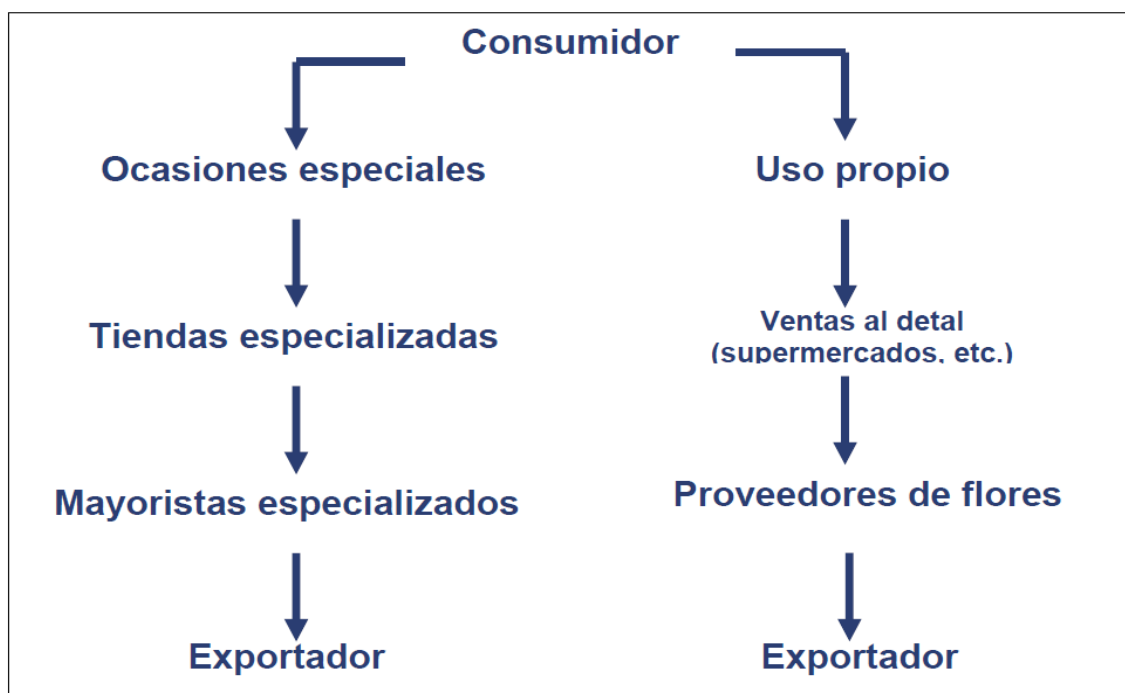 Consumidor
Ocasiones especiales
Uso propio
Tiendas especializadas
Ventas al detal
(supermercados, etc.)
Mayoristas especializados
Proveedores de flores
Exportador
Exportador